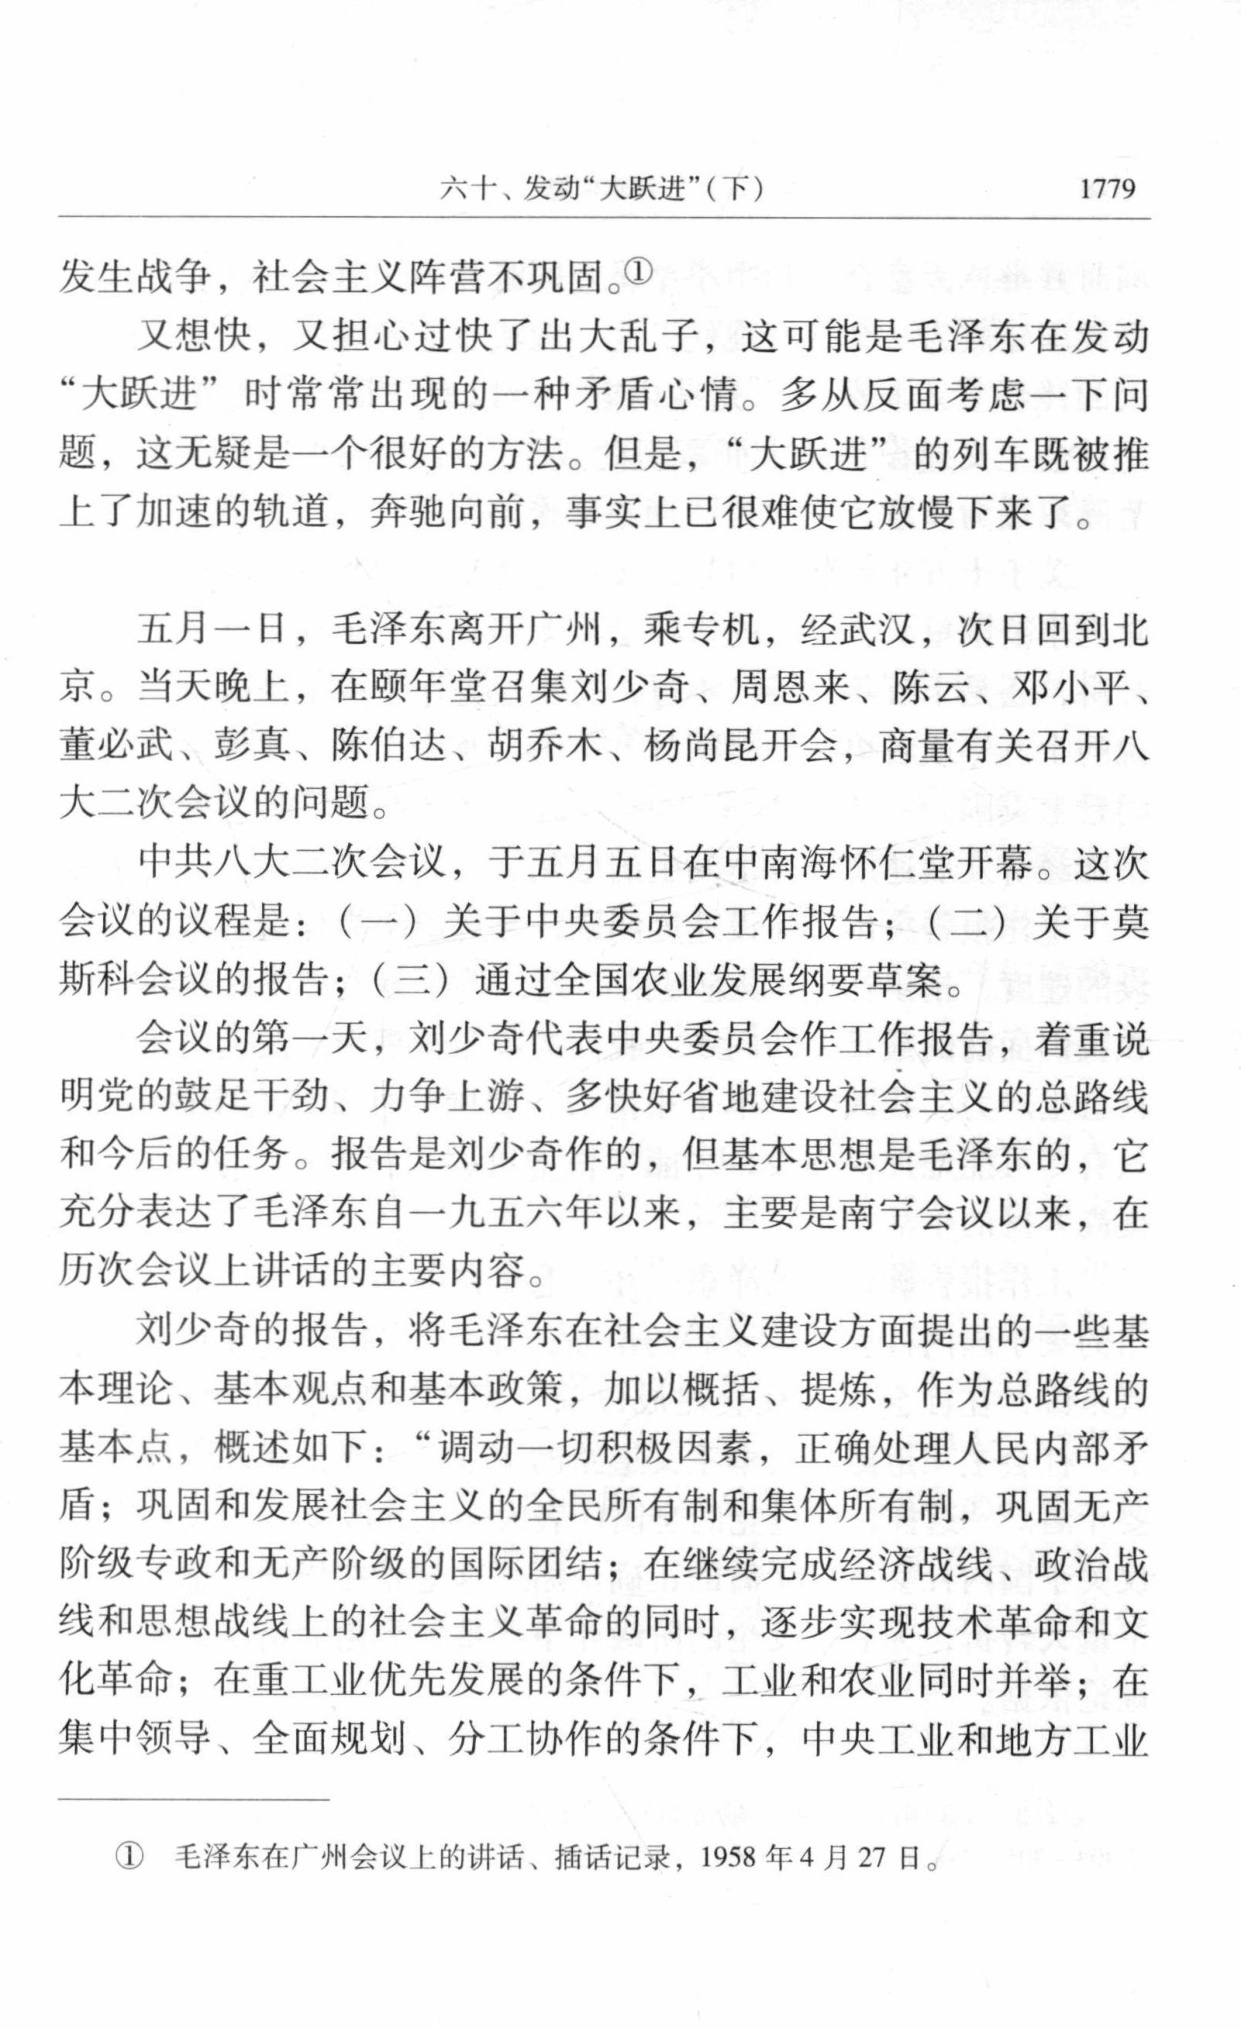 六十、发动“大跃进”（下） 1779
发生战争，社会主义阵营不巩固。①
又想快，又担心过快了出大乱子，这可能是毛泽东在发动
“大跃进”时常常出现的一种矛盾心情。多从反面考虑一下问
题，这无疑是一个很好的方法。但是，“大跃进”的列车既被推
上了加速的轨道，奔驰向前，事实上已很难使它放慢下来了。
五月一日，毛泽东离开广州，乘专机，经武汉，次日回到北
京。当天晚上，在颐年堂召集刘少奇、周恩来、陈云、邓小平、
董必武、彭真、陈伯达、胡乔木、杨尚昆开会，商量有关召开八
大二次会议的问题。
中共八大二次会议，于五月五日在中南海怀仁堂开幕。这次
会议的议程是：（一）关于中央委员会工作报告；（二）关于莫
斯科会议的报告；（三）通过全国农业发展纲要草案。
会议的第一天，刘少奇代表中央委员会作工作报告，着重说
明党的鼓足干劲、力争上游、多快好省地建设社会主义的总路线
和今后的任务。报告是刘少奇作的，但基本思想是毛泽东的，它
充分表达了毛泽东自一九五六年以来，主要是南宁会议以来，在
历次会议上讲话的主要内容。
刘少奇的报告，将毛泽东在社会主义建设方面提出的一些基
本理论、基本观点和基本政策，加以概括、提炼，作为总路线的
基本点，概述如下：“调动一切积极因素，正确处理人民内部矛
盾；巩固和发展社会主义的全民所有制和集体所有制，巩固无产
阶级专政和无产阶级的国际团结；在继续完成经济战线、政治战
线和思想战线上的社会主义革命的同时，逐步实现技术革命和文
化革命；在重工业优先发展的条件下，工业和农业同时并举；在
集中领导、全面规划、分工协作的条件下，中央工业和地方工业
① 毛泽东在广州会议上的讲话、插话记录，1958年4月27日。